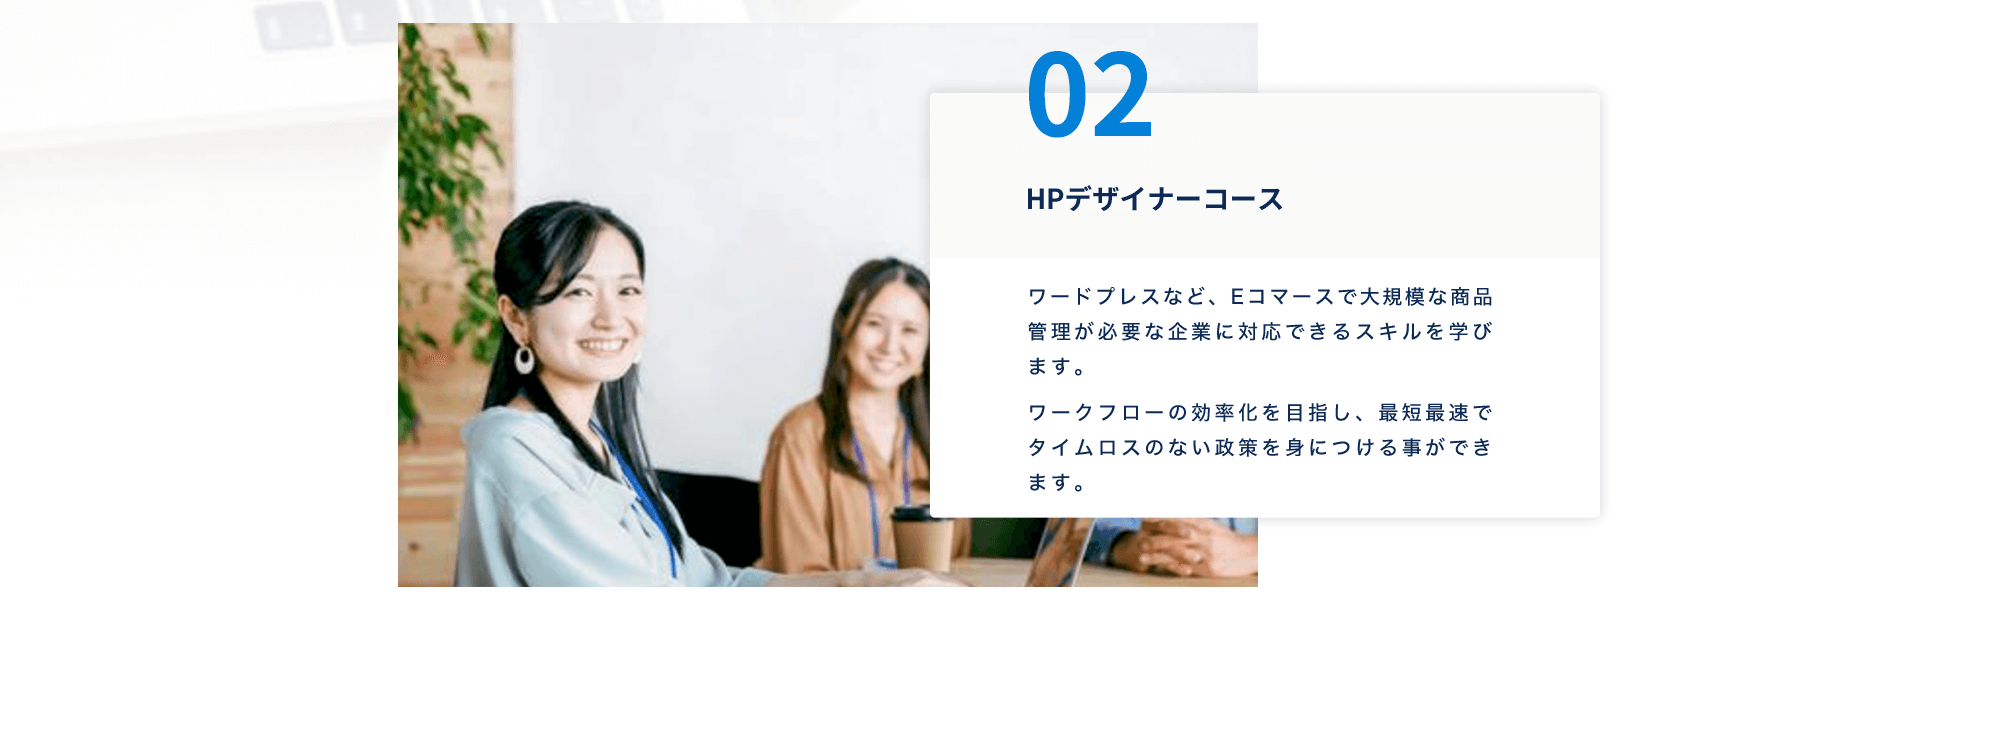 02
HPデザイナーコース
ワードプレスなど、Eコマースで大規模な商品
管理が必要な企業に対応できるスキルを学び
ます。
ワークフローの効率化を目指し、最短最速で
タイムロスのない政策を身につける事ができ
ます。